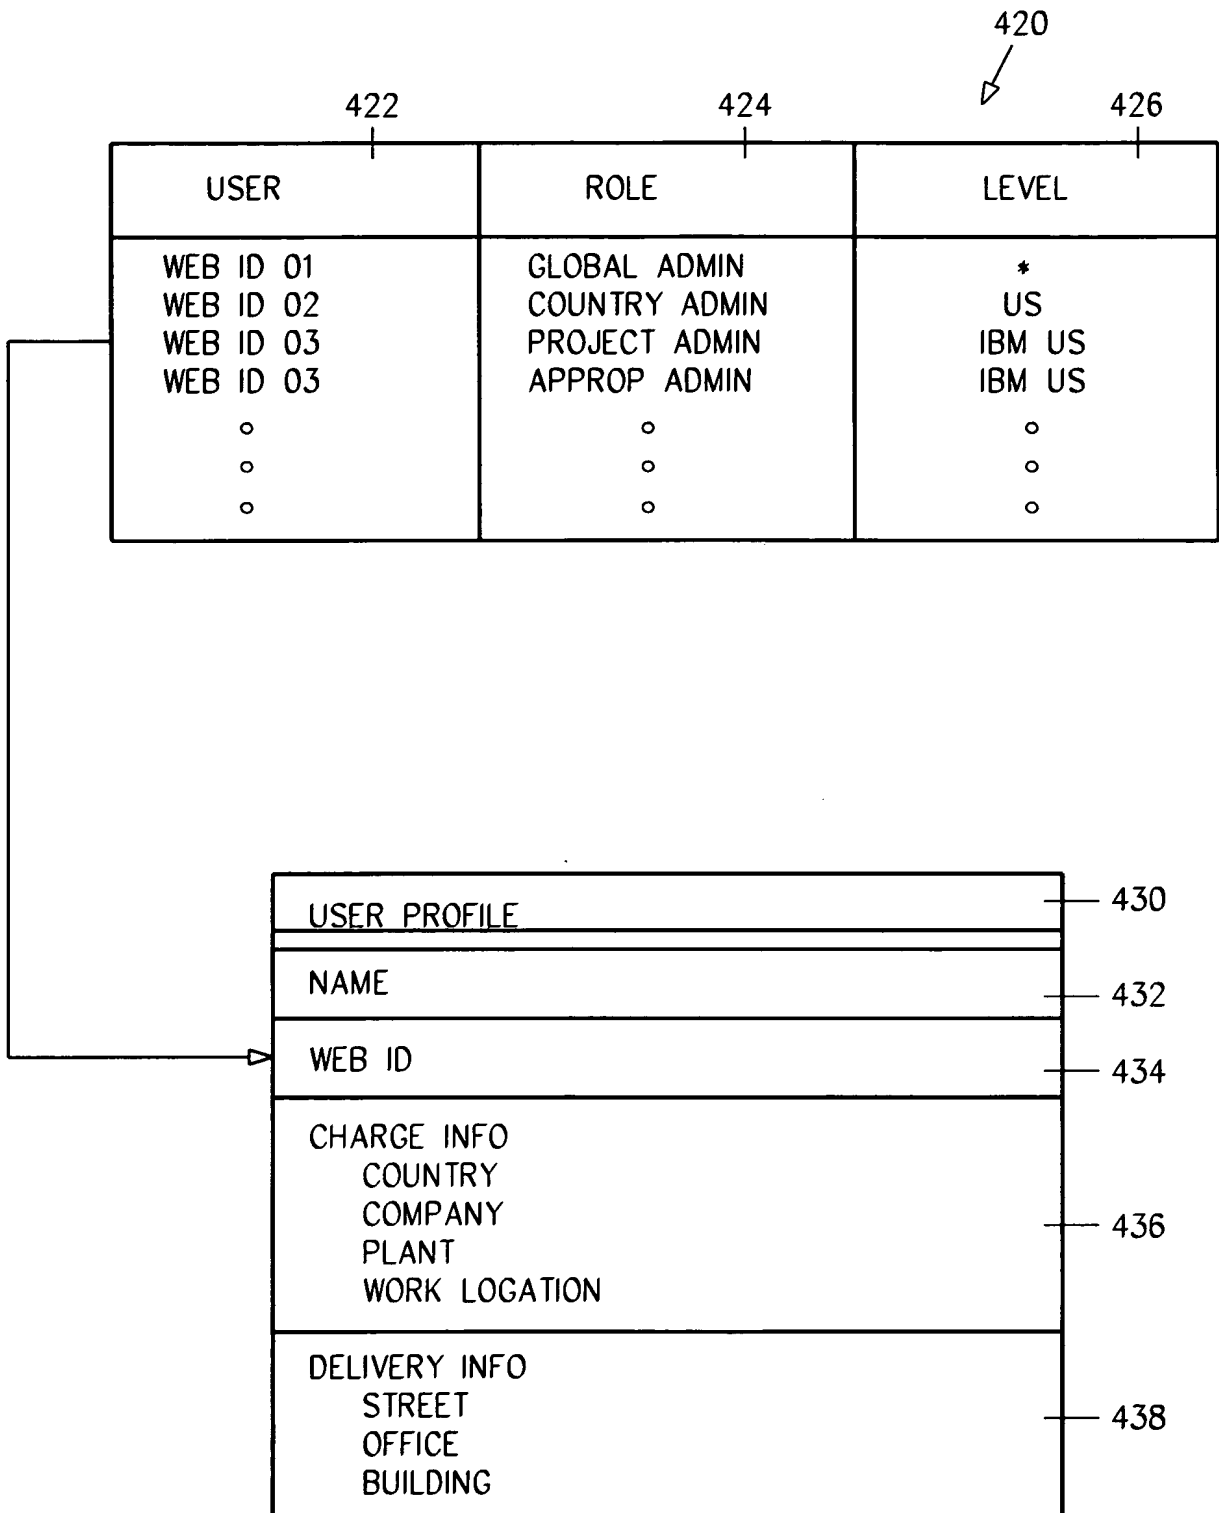 420
422 424 426
USER ROLE LEVEL
WEB ID 01 GLOBAL ADMIN *
WEB ID 02 COUNTRY ADMIN US
WEB ID 03 PROJECT ADMIN IBM US
WEB ID 03 APPROP ADMIN IBM US
USER PROFILE 430
NAME 432
WEB ID 434
CHARGE INFO
COUNTRY
COMPANY 436
PLANT
WORK LOGATION
DELIVERY INFO
STREET 438
OFFICE
BUILDING